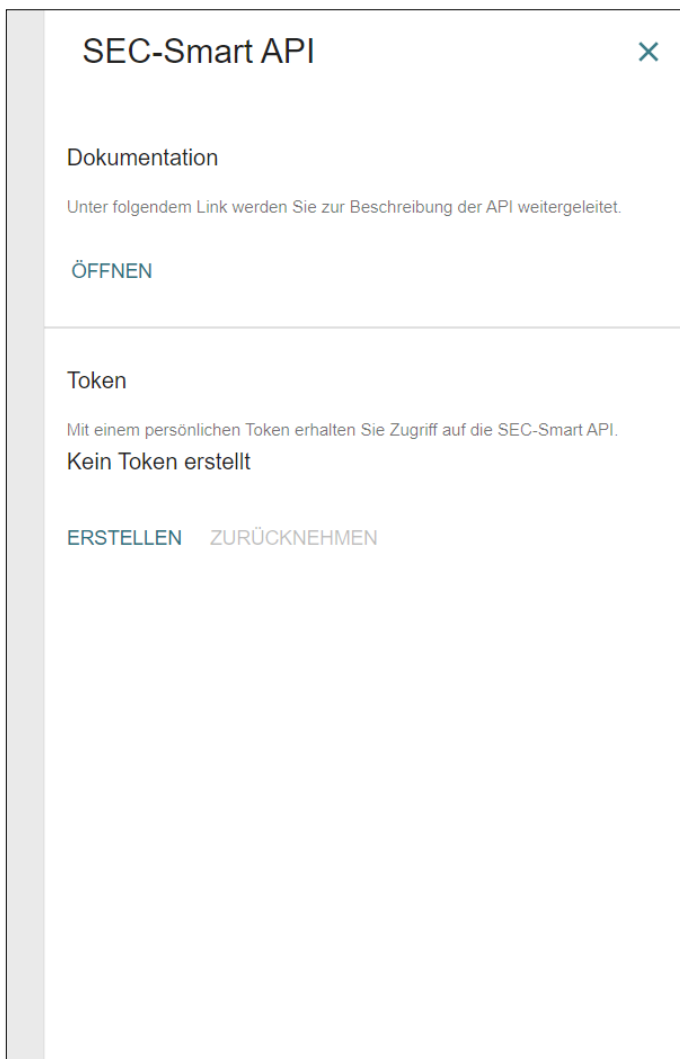 SEC-Smart API
Dokumentation
Unter folgendem Link werden Sie zur Beschreibung der API weitergeleitet.
ÖFFNEN
Token
Mit einem persönlichen Token erhalten Sie Zugriff auf die SEC-Smart API.
Kein Token erstellt
ERSTELLEN ZURÜCKNEHMEN